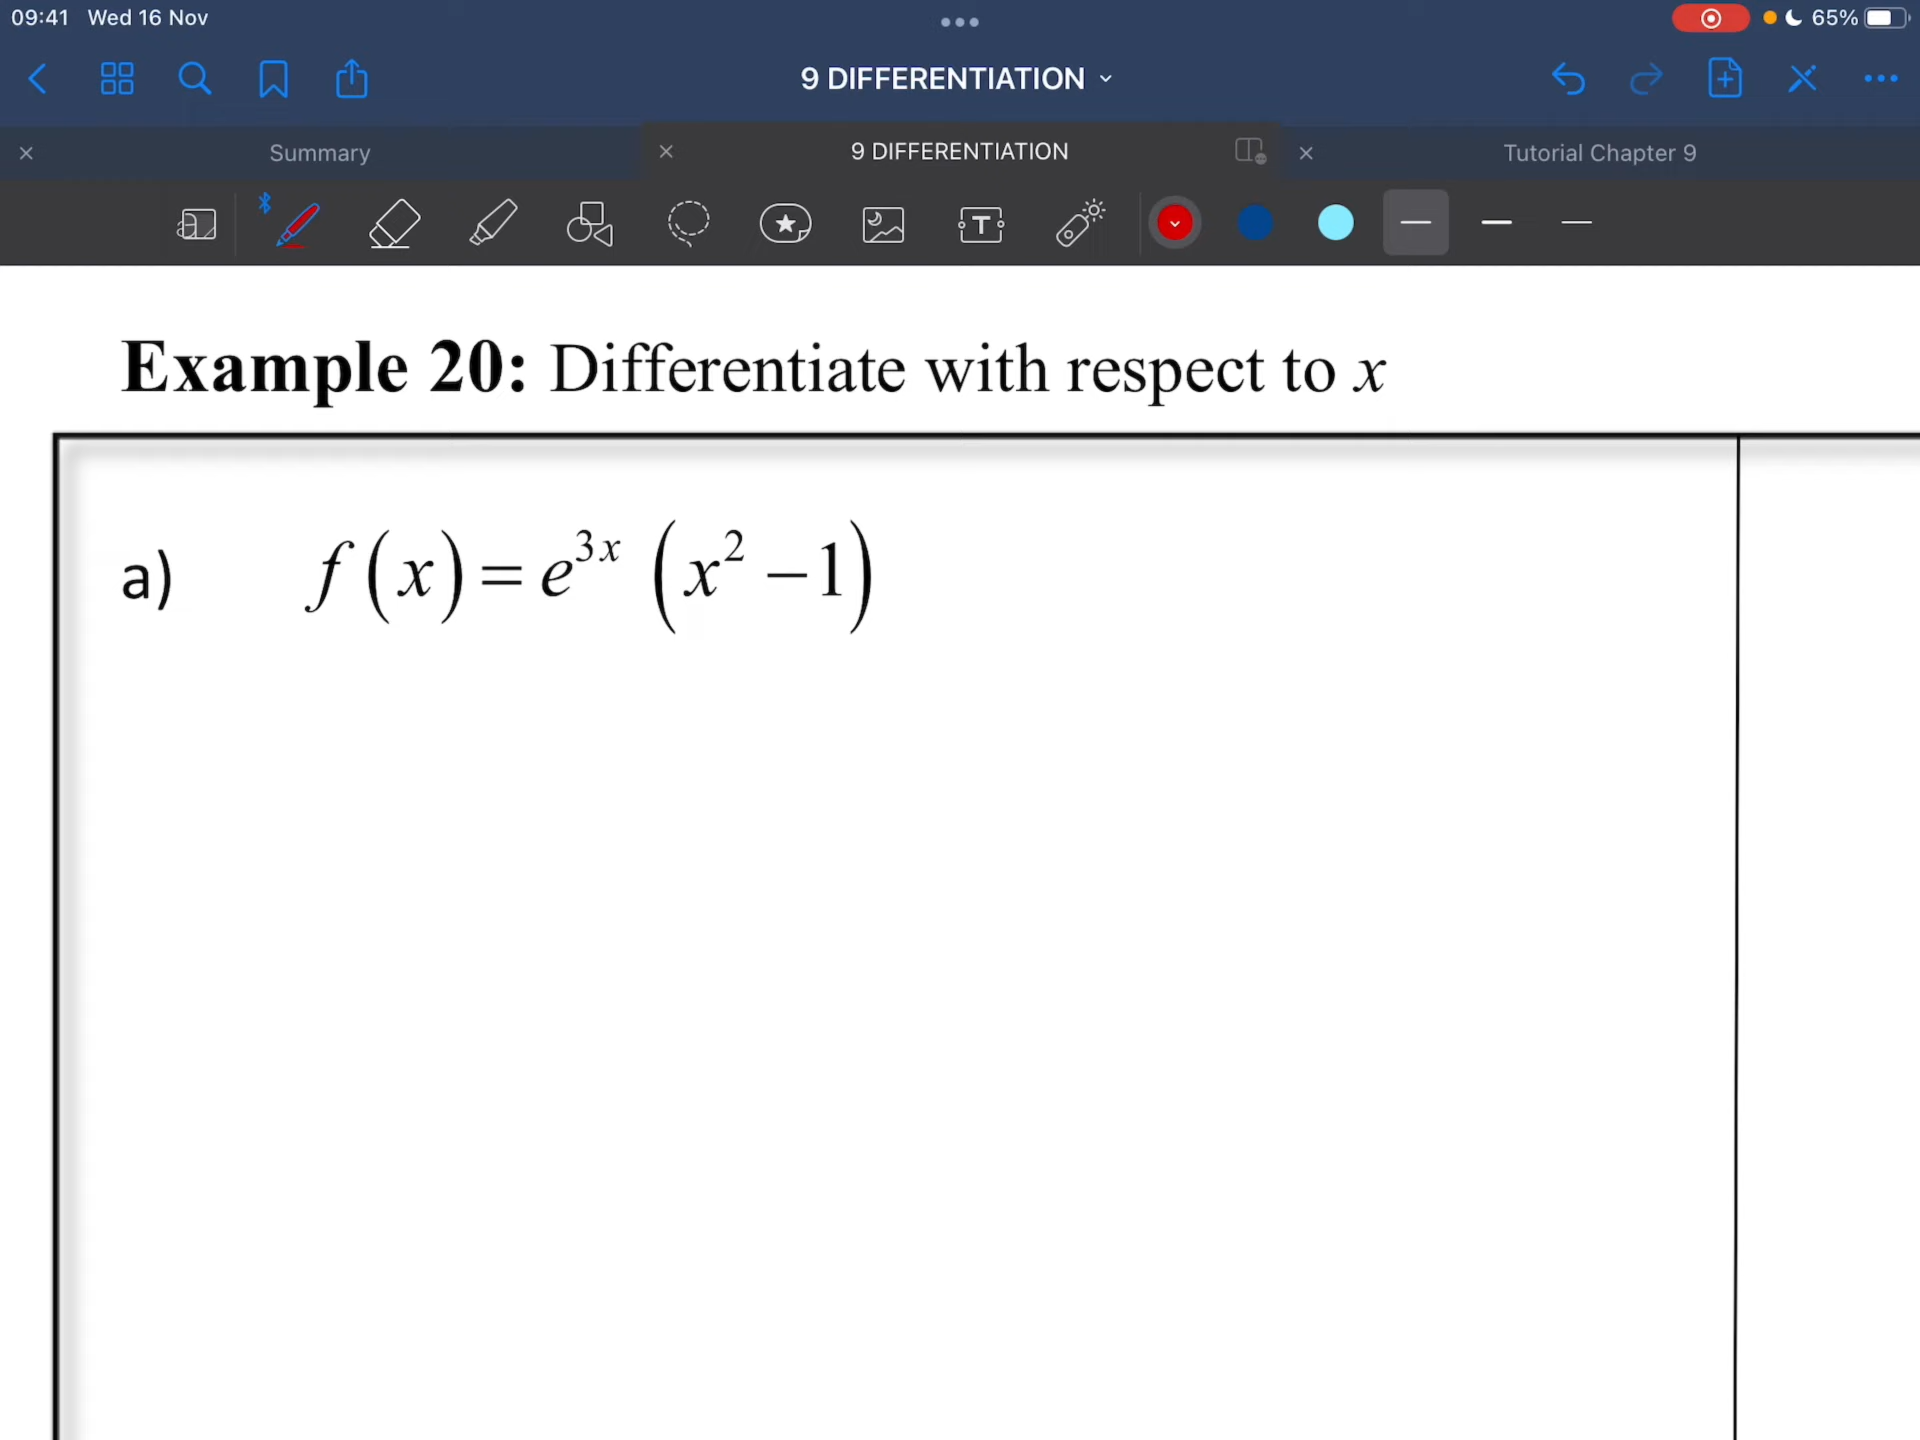 09:41 Wed 16 Nov 65%
9 DIFFERENTIATION
Summary 9 DIFFERENTIATION Tutorial Chapter 9
Example 20: Differentiate with respect to x
a) f(x) = e^{3x} (x^2 − 1)